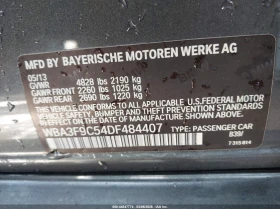 MFD BY BAYERISCHE MOTOREN WERKE AG
05/13
GVWR 4828 lbs 2190 kg
GAWR FRONT 2260 lbs 1025 kg
GAWR REAR 2690 lbs 1220 kg
THIS VEHICLE CONFORMS TO ALL APPLICABLE U.S. FEDERAL MOTOR
VEHICLE SAFETY, BUMPER, AND THEFT PREVENTION
STANDARDS IN EFFECT ON THE DATE OF MANUFACTURE SHOWN ABOVE.
WBA3F9C54DF484407 TYPE: PASSENGER CAR